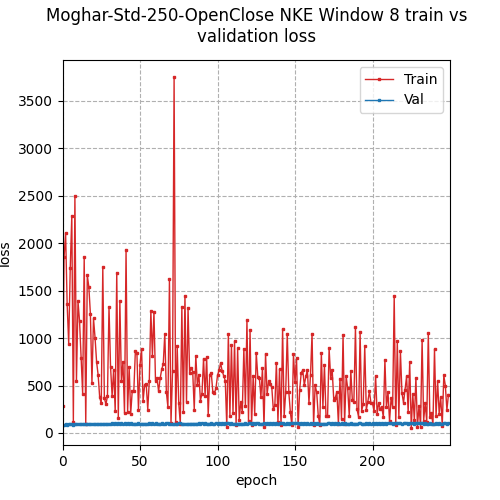 Moghar-Std-250-OpenClose NKE Window 8 train vs
validation loss
Train
Val
3500
3000
2500
2000
1500
1000
500
0
loss
0
50
100
150
200
epoch